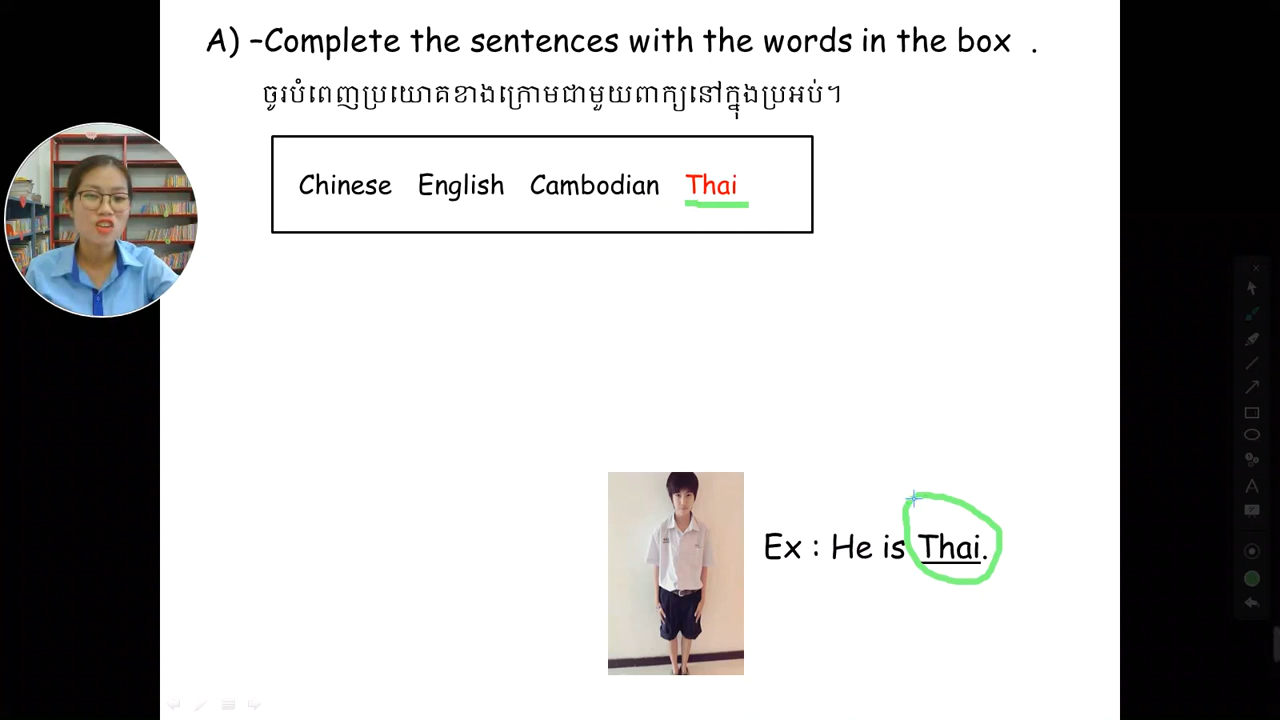 A) -Complete the sentences with the words in the box .
ចូរបំពេញប្រយោគខាងក្រោមជាមួយពាក្យនៅក្នុងប្រអប់។
Chinese English Cambodian Thai
Ex : He is Thai.